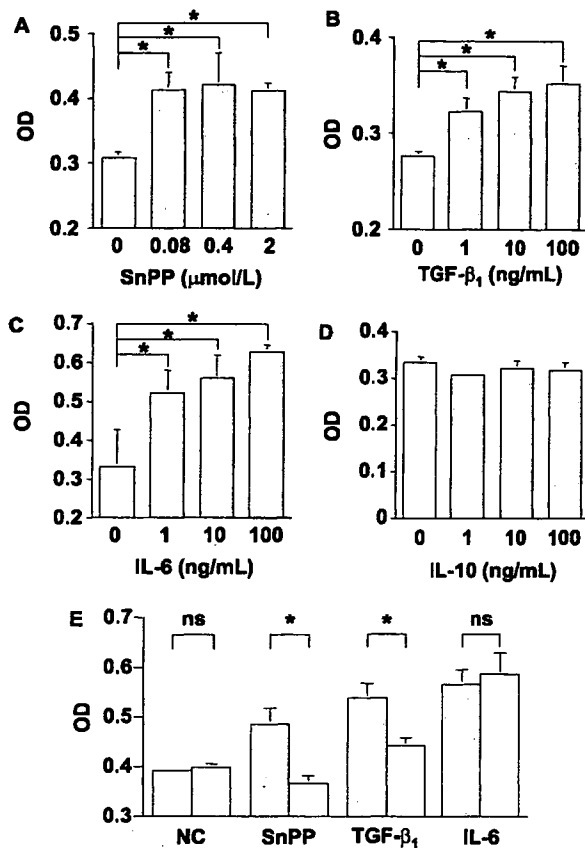 A
OD
0.5
0.4
0.3
0.2
* * *
0 0.08 0.4 2
SnPP (μmol/L)
B
OD
0.4
0.3
0.2
* * *
0 1 10 100
TGF-β₁ (ng/mL)
C
OD
0.7
0.6
0.5
0.4
0.3
0.2
* * *
0 1 10 100
IL-6 (ng/mL)
D
OD
0.4
0.3
0.2
0.1
0
0 1 10 100
IL-10 (ng/mL)
E
OD
0.7
0.6
0.5
0.4
0.3
ns * * ns
NC SnPP TGF-β₁ IL-6